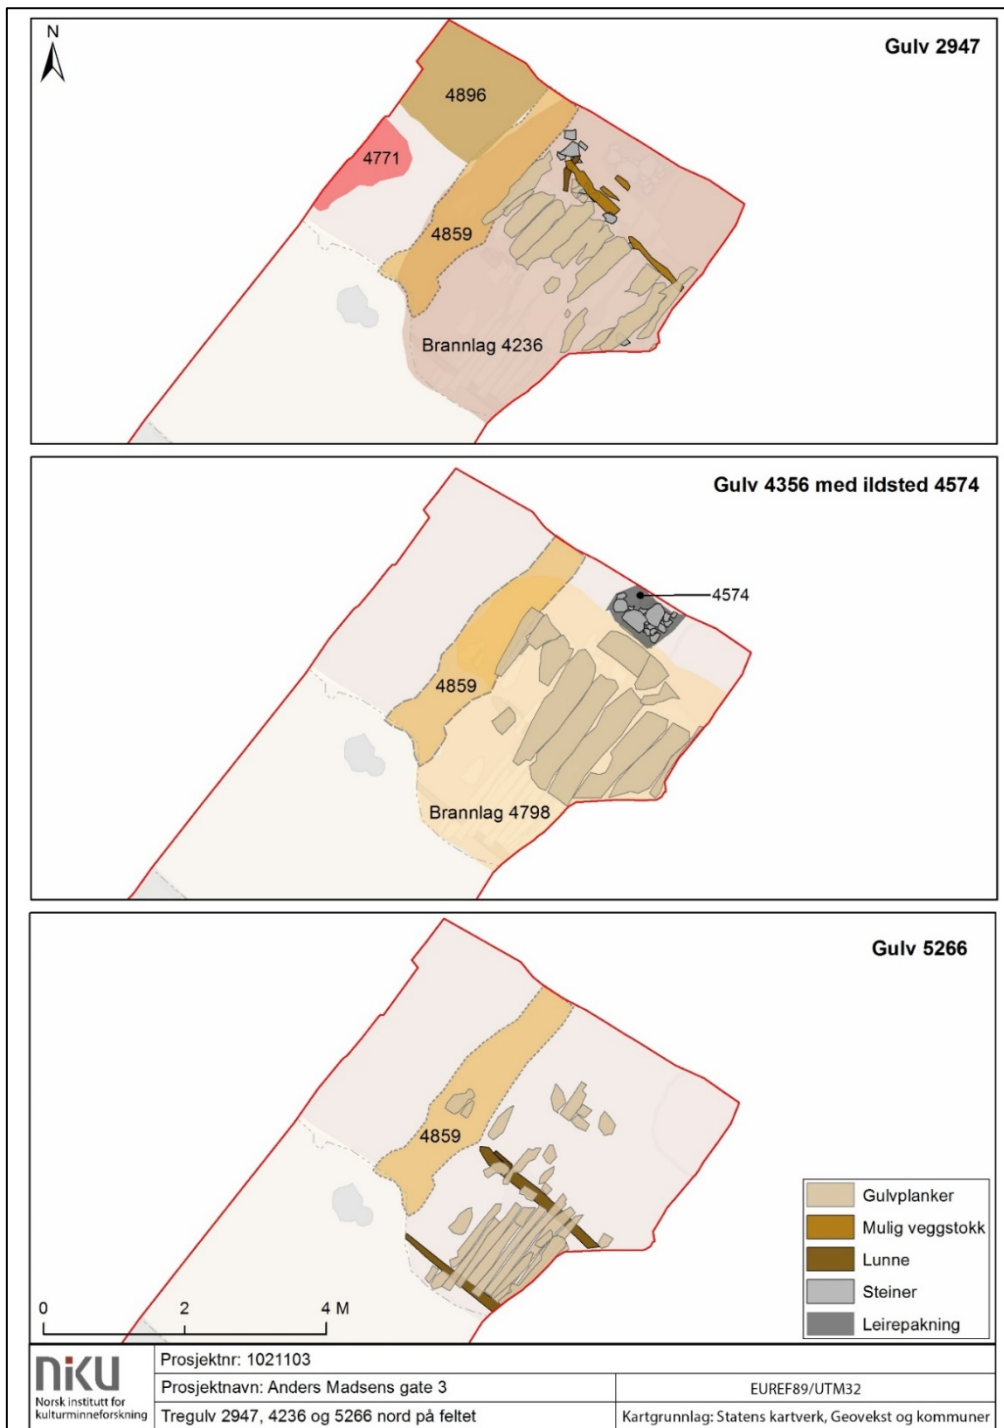 N
Gulv 2947
4896
4771
4859
Brannlag 4236
Gulv 4356 med ildsted 4574
4574
4859
Brannlag 4798
Gulv 5266
4859
Gulvplanker
Mulig veggstokk
Lunne
Steiner
Leirepakning
0 2 4 M
NIKU
Norsk institutt for
kulturminneforskning
Prosjektnr: 1021103
Prosjektnavn: Anders Madsens gate 3
EUREF89/UTM32
Tregulv 2947, 4236 og 5266 nord på feltet
Kartgrunnlag: Statens kartverk, Geovekst og kommuner